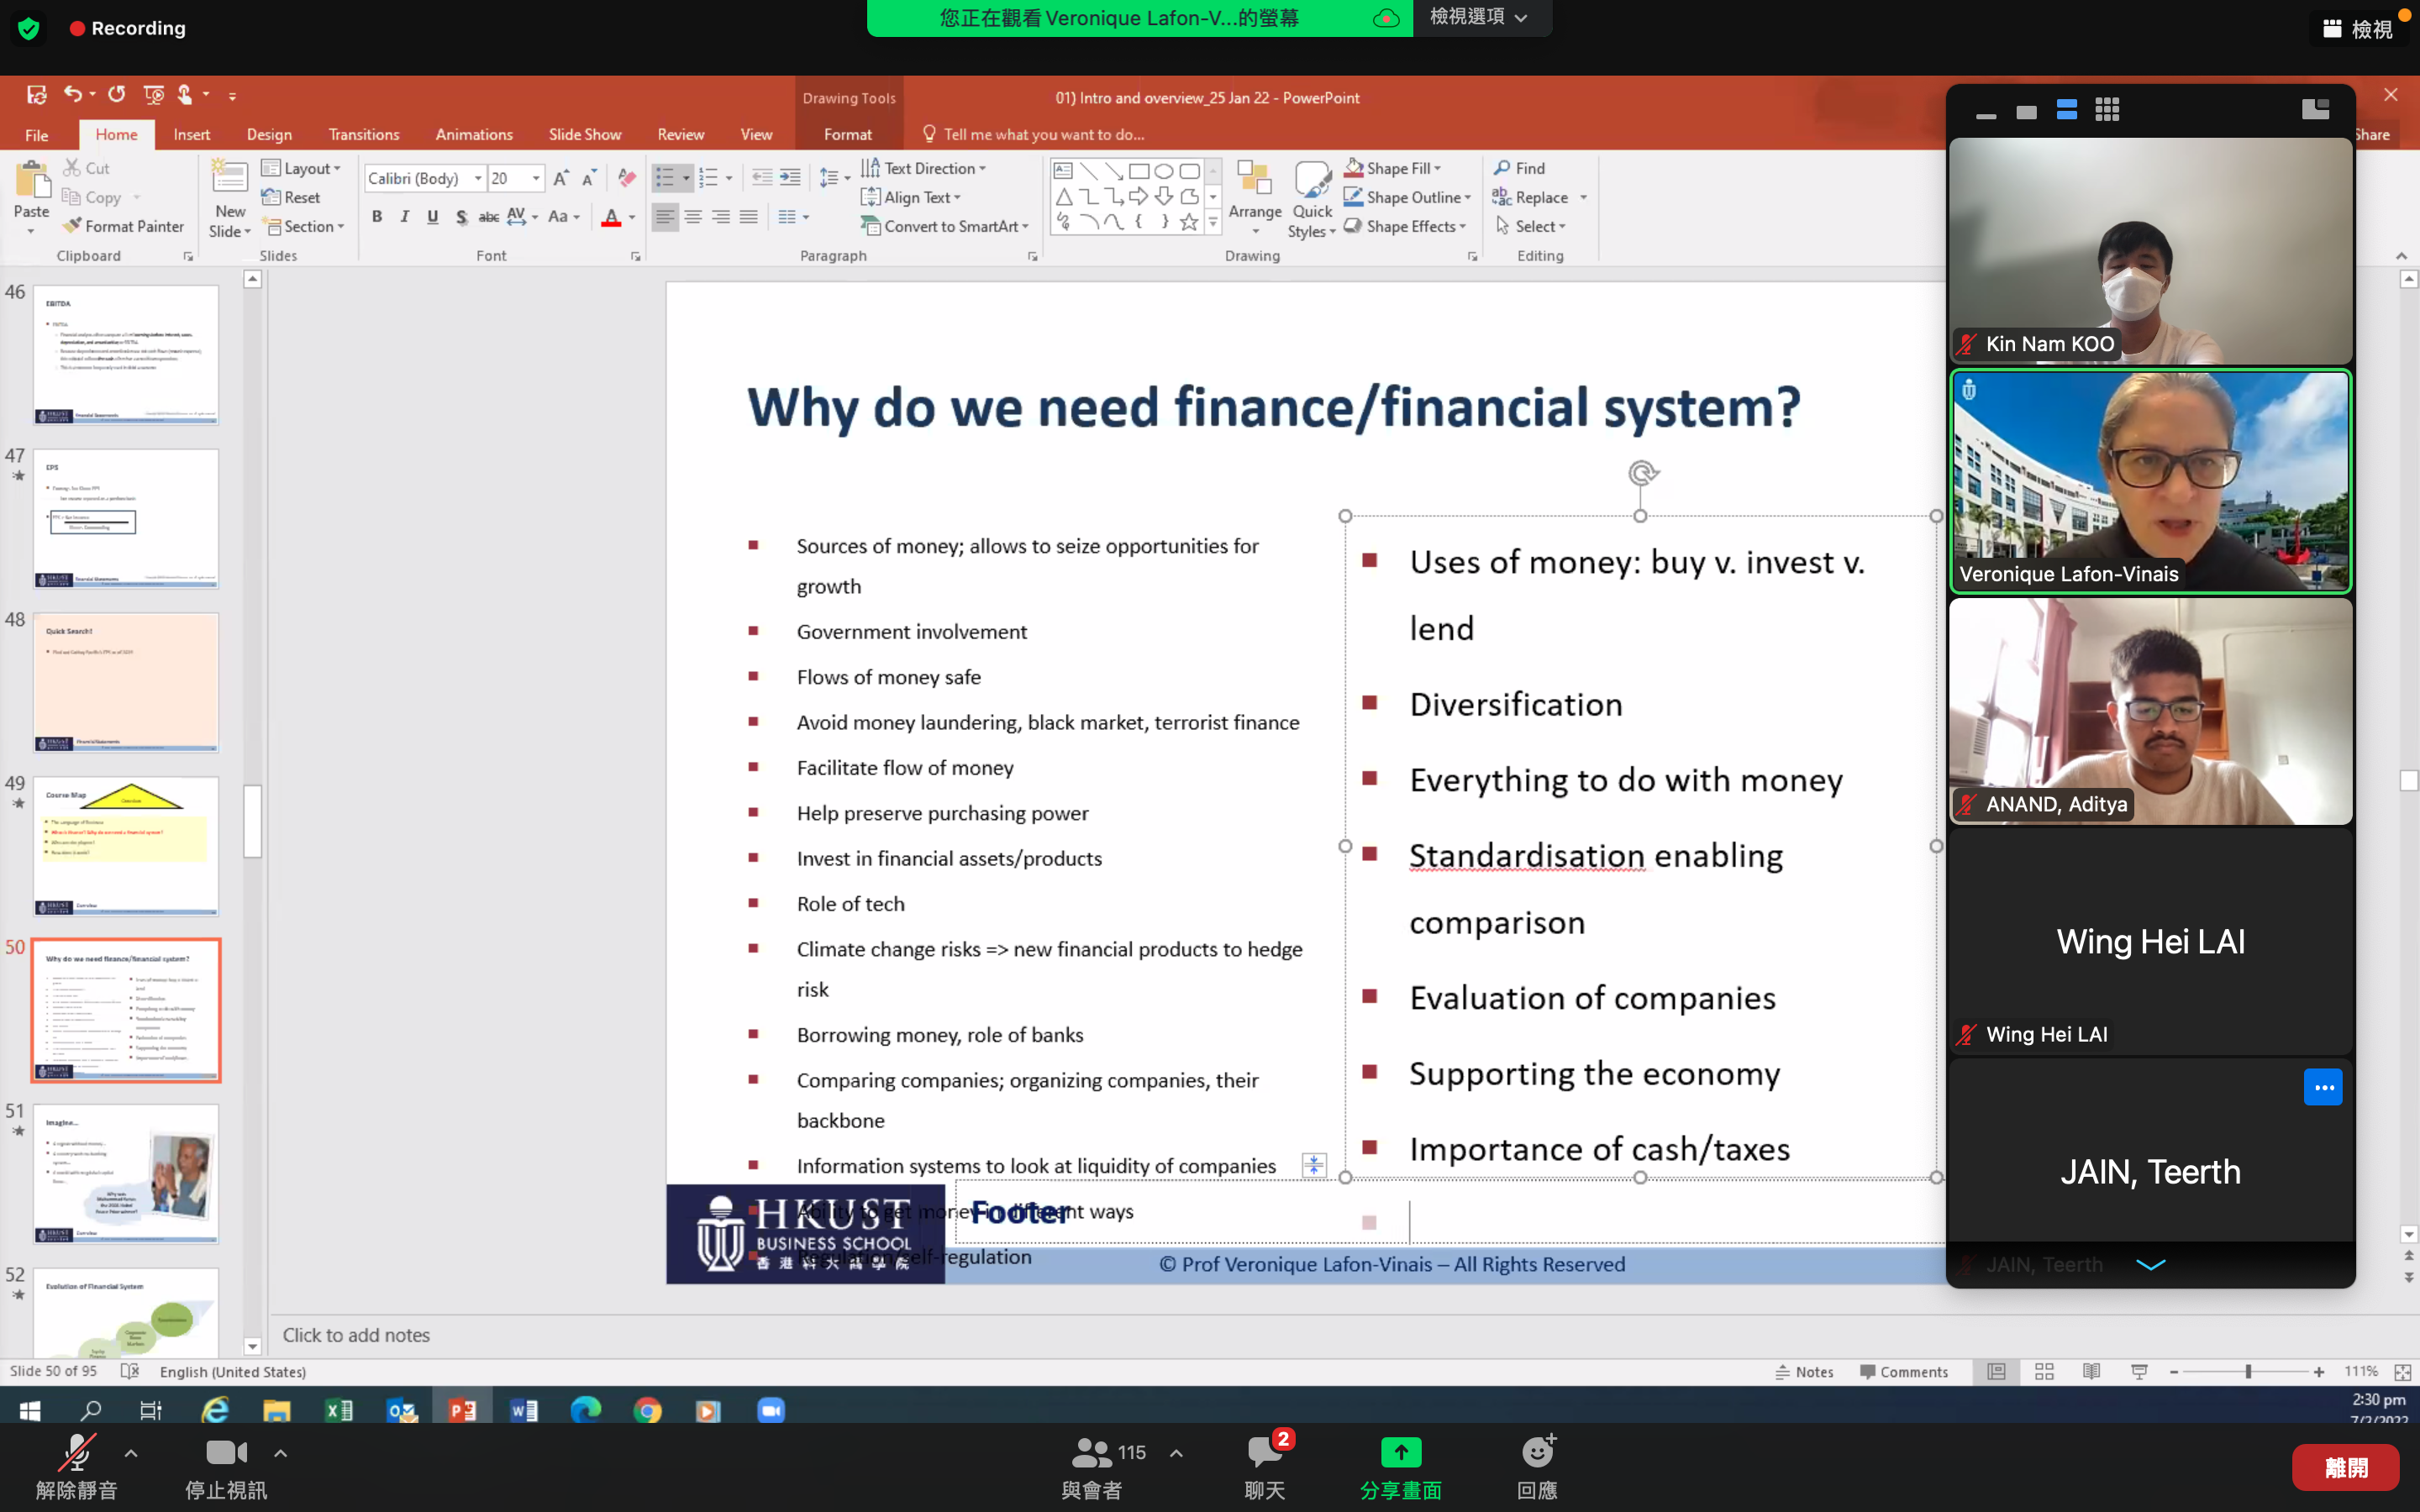 Recording
您正在觀看 Veronique Lafon-V...的螢幕
檢視選項
檢視
Drawing Tools
01) Intro and overview_25 Jan 22 - PowerPoint
File
Home
Insert
Design
Transitions
Animations
Slide Show
Review
View
Format
Tell me what you want to do...
Share
Paste
Cut
Copy
Format Painter
Clipboard
New
Slide
Layout
Reset
Section
Slides
Calibri (Body)
20
B I U S abc AV Aa A
Font
Text Direction
Align Text
Convert to SmartArt
Paragraph
Arrange
Quick
Styles
Shape Fill
Shape Outline
Shape Effects
Drawing
Find
Replace
Select
Editing
46
EBITDA
47
EPS
48
Quick Search!
49
Course Map
50
Why do we need finance/financial system?
51
Imagine...
52
Evolution of Financial System
Why do we need finance/financial system?
Sources of money; allows to seize opportunities for
growth
Government involvement
Flows of money safe
Avoid money laundering, black market, terrorist finance
Facilitate flow of money
Help preserve purchasing power
Invest in financial assets/products
Role of tech
Climate change risks => new financial products to hedge
risk
Borrowing money, role of banks
Comparing companies; organizing companies, their
backbone
Information systems to look at liquidity of companies
Ability to get money in different ways
Regulation/self-regulation
Uses of money: buy v. invest v.
lend
Diversification
Everything to do with money
Standardisation enabling
comparison
Evaluation of companies
Supporting the economy
Importance of cash/taxes
HKUST
BUSINESS SCHOOL
香港科大商學院
Footer
© Prof Veronique Lafon-Vinais – All Rights Reserved
Kin Nam KOO
Veronique Lafon-Vinais
ANAND, Aditya
Wing Hei LAI
Wing Hei LAI
JAIN, Teerth
JAIN, Teerth
Click to add notes
Slide 50 of 95
English (United States)
Notes
Comments
111%
2:30 pm
7/2/2022
解除靜音
停止視訊
115
與會者
2
聊天
分享畫面
回應
離開